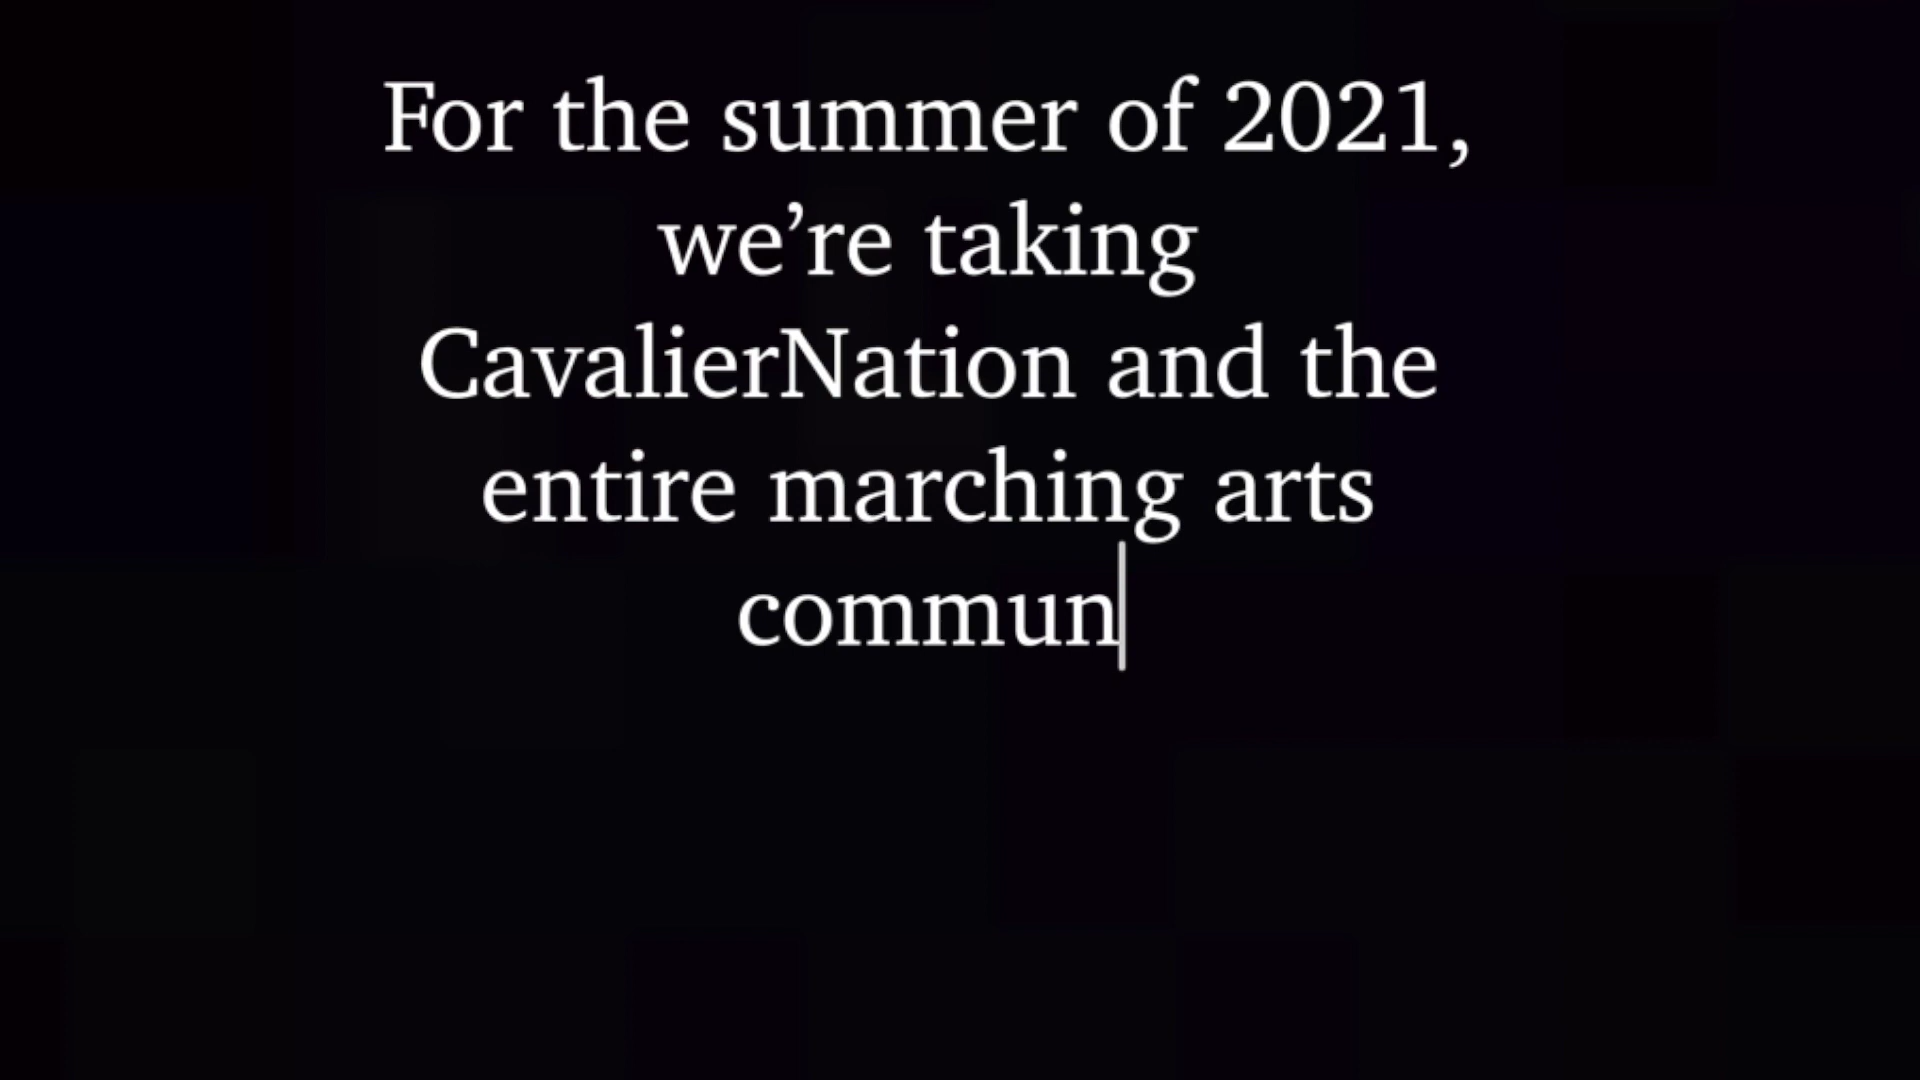 For the summer of 2021,
we’re taking
CavalierNation and the
entire marching arts
commun